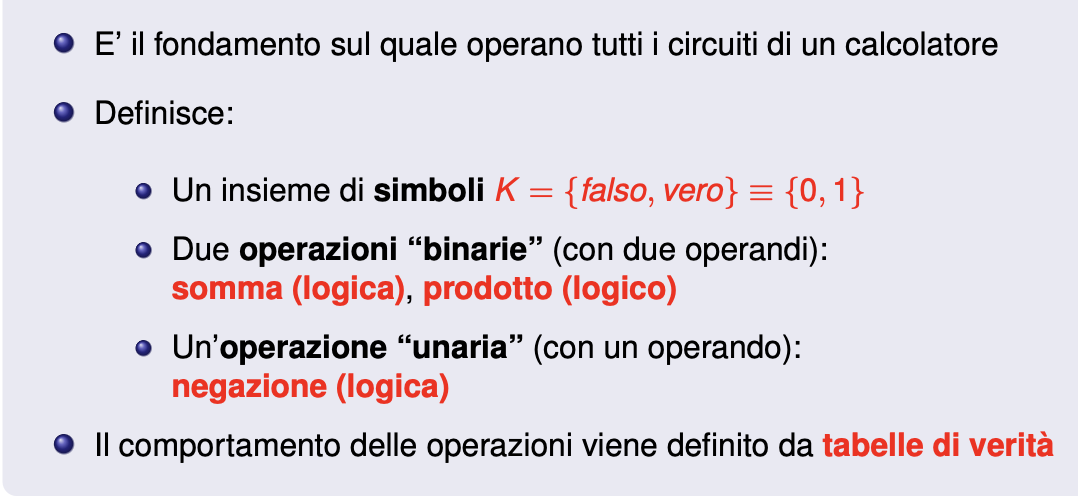 E' il fondamento sul quale operano tutti i circuiti di un calcolatore
Definisce:
Un insieme di simboli K = {falso, vero} ≡ {0, 1}
Due operazioni “binarie” (con due operandi):
somma (logica), prodotto (logico)
Un'operazione “unaria” (con un operando):
negazione (logica)
Il comportamento delle operazioni viene definito da tabelle di verità